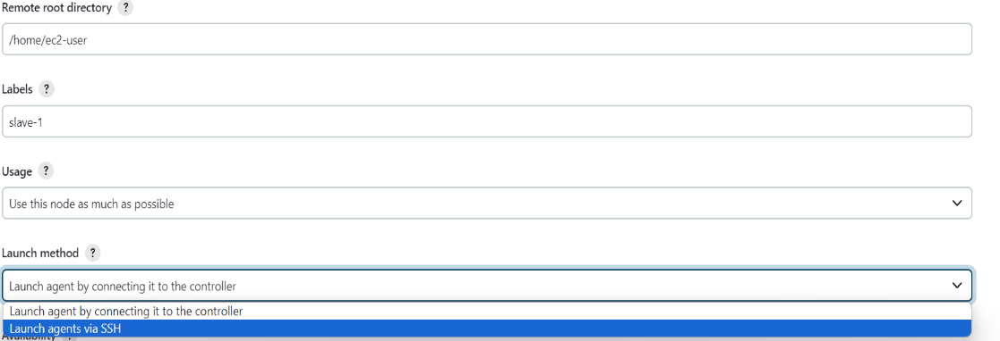 Remote root directory ?
/home/ec2-user
Labels ?
slave-1
Usage ?
Use this node as much as possible
Launch method ?
Launch agent by connecting it to the controller
Launch agent by connecting it to the controller
Launch agents via SSH
Availability ?